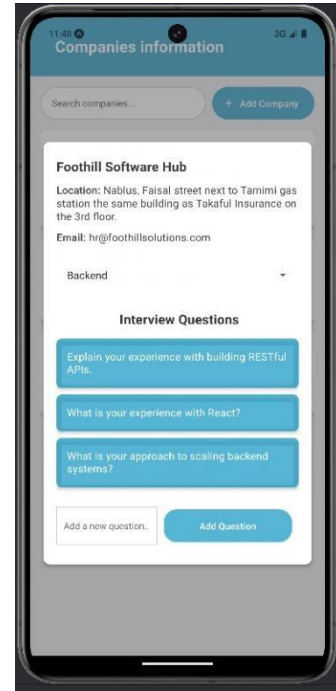 11:46
3G
Companies information
Search companies...
+ Add Company
Foothill Software Hub
Location: Nablus, Faisal street next to Tamimi gas
station the same building as Takaful Insurance on
the 3rd floor.
Email: hr@foothillsolutions.com
Backend
Interview Questions
Explain your experience with building RESTful
APIs.
What is your experience with React?
What is your approach to scaling backend
systems?
Add a new question..
Add Question